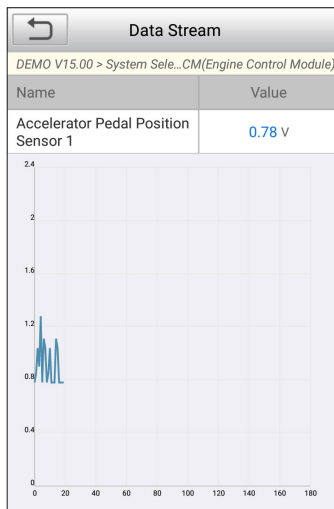 Data Stream
DEMO V15.00 > System Sele...CM(Engine Control Module)
Name Value
Accelerator Pedal Position
Sensor 1
0.78 V
2.4
2
1.6
1.2
0.8
0.4
0
0 20 40 60 80 100 120 140 160 180